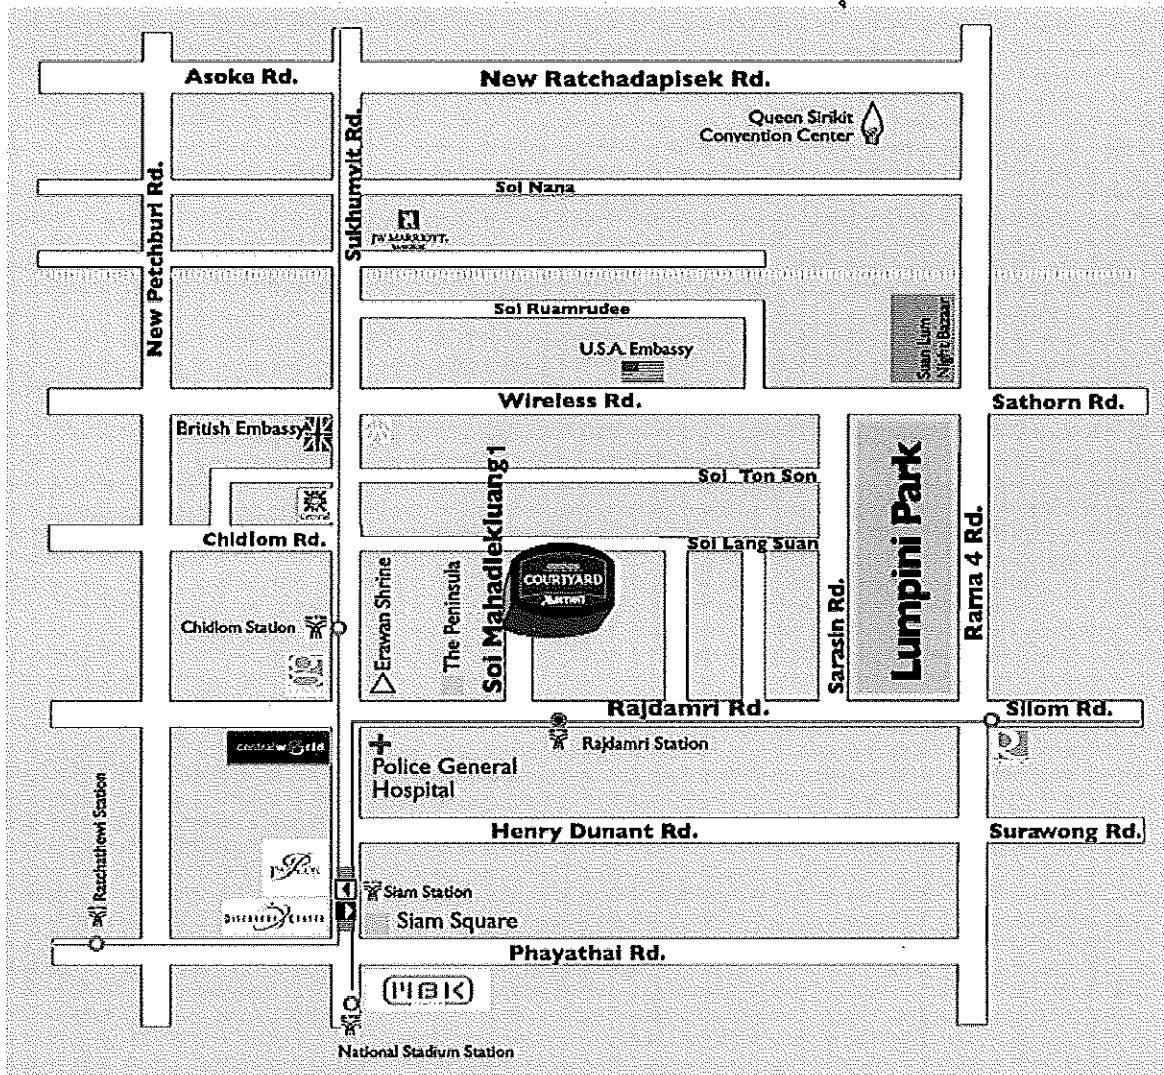 Asoke Rd.
New Ratchadapisek Rd.
Queen Sirikit
Convention Center
New Petchburi Rd.
Sukhumvit Rd.
Soi Nana
JW MARRIOTT.
Soi Ruamrudee
U.S.A. Embassy
Suan Lum
Night Bazaar
Wireless Rd.
Sathorn Rd.
British Embassy
Soi Ton Son
Soi Mahadlekluang1
Lumpini Park
Rama 4 Rd.
Chidlom Rd.
Soi Lang Suan
COURTYARD
Marriott
Erawan Shrine
The Peninsula
Sarasin Rd.
Chidlom Station
Rajdamri Rd.
Silom Rd.
centralworld
Rajdamri Station
Police General
Hospital
Ratchathewi Station
Henry Dunant Rd.
Surawong Rd.
Siam Station
DISCOVERY CENTER
Siam Square
Phayathai Rd.
MBK
National Stadium Station